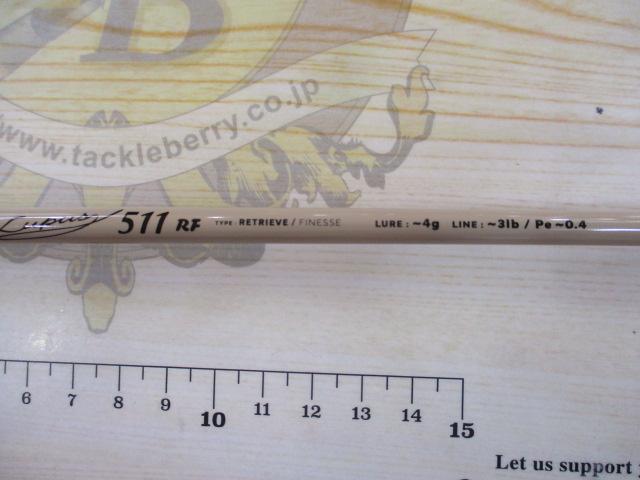 B
www.tackleberry.co.jp
Lupus 511 RF TYPE: RETRIEVE / FINESSE LURE : ~4g LINE : ~3lb / Pe ~0.4
6 7 8 9 10 11 12 13 14 15
Let us support